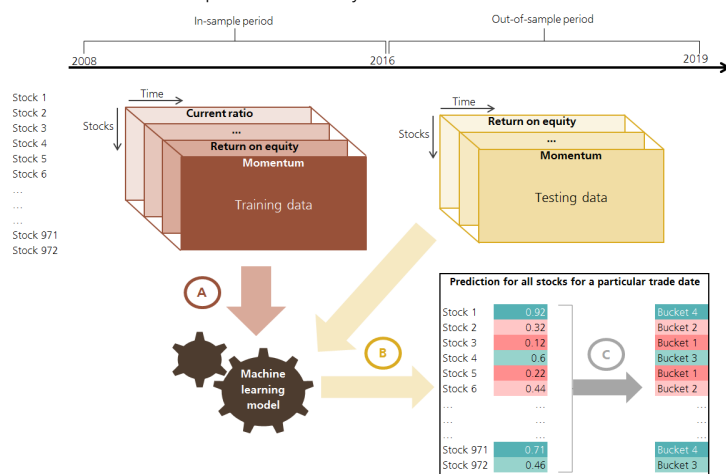 In-sample period
Out-of-sample period
2008
2016
2019
Stock 1
Stock 2
Stock 3
Stock 4
Stock 5
Stock 6
...
...
...
Stock 971
Stock 972
Time
Stocks
Current ratio
...
Return on equity
Momentum
Training data
Time
Stocks
Return on equity
...
Momentum
Testing data
A
B
Machine
learning
model
Prediction for all stocks for a particular trade date
Stock 1 0.92 Bucket 4
Stock 2 0.32 Bucket 2
Stock 3 0.12 Bucket 1
Stock 4 0.6 Bucket 3
Stock 5 0.22 Bucket 1
Stock 6 0.44 Bucket 2
... ... ...
... ... ...
Stock 971 0.71 Bucket 4
Stock 972 0.46 Bucket 3
C